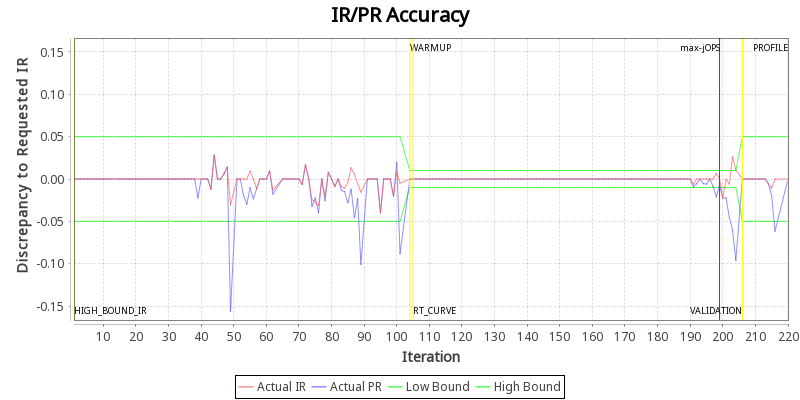 IR/PR Accuracy
Discrepancy to Requested IR
0.15
0.10
0.05
0.00
-0.05
-0.10
-0.15
WARMUP
max-jOPS
PROFILE
HIGH_BOUND_IR
RT_CURVE
VALIDATION
10 20 30 40 50 60 70 80 90 100 110 120 130 140 150 160 170 180 190 200 210 220
Iteration
Actual IR Actual PR Low Bound High Bound